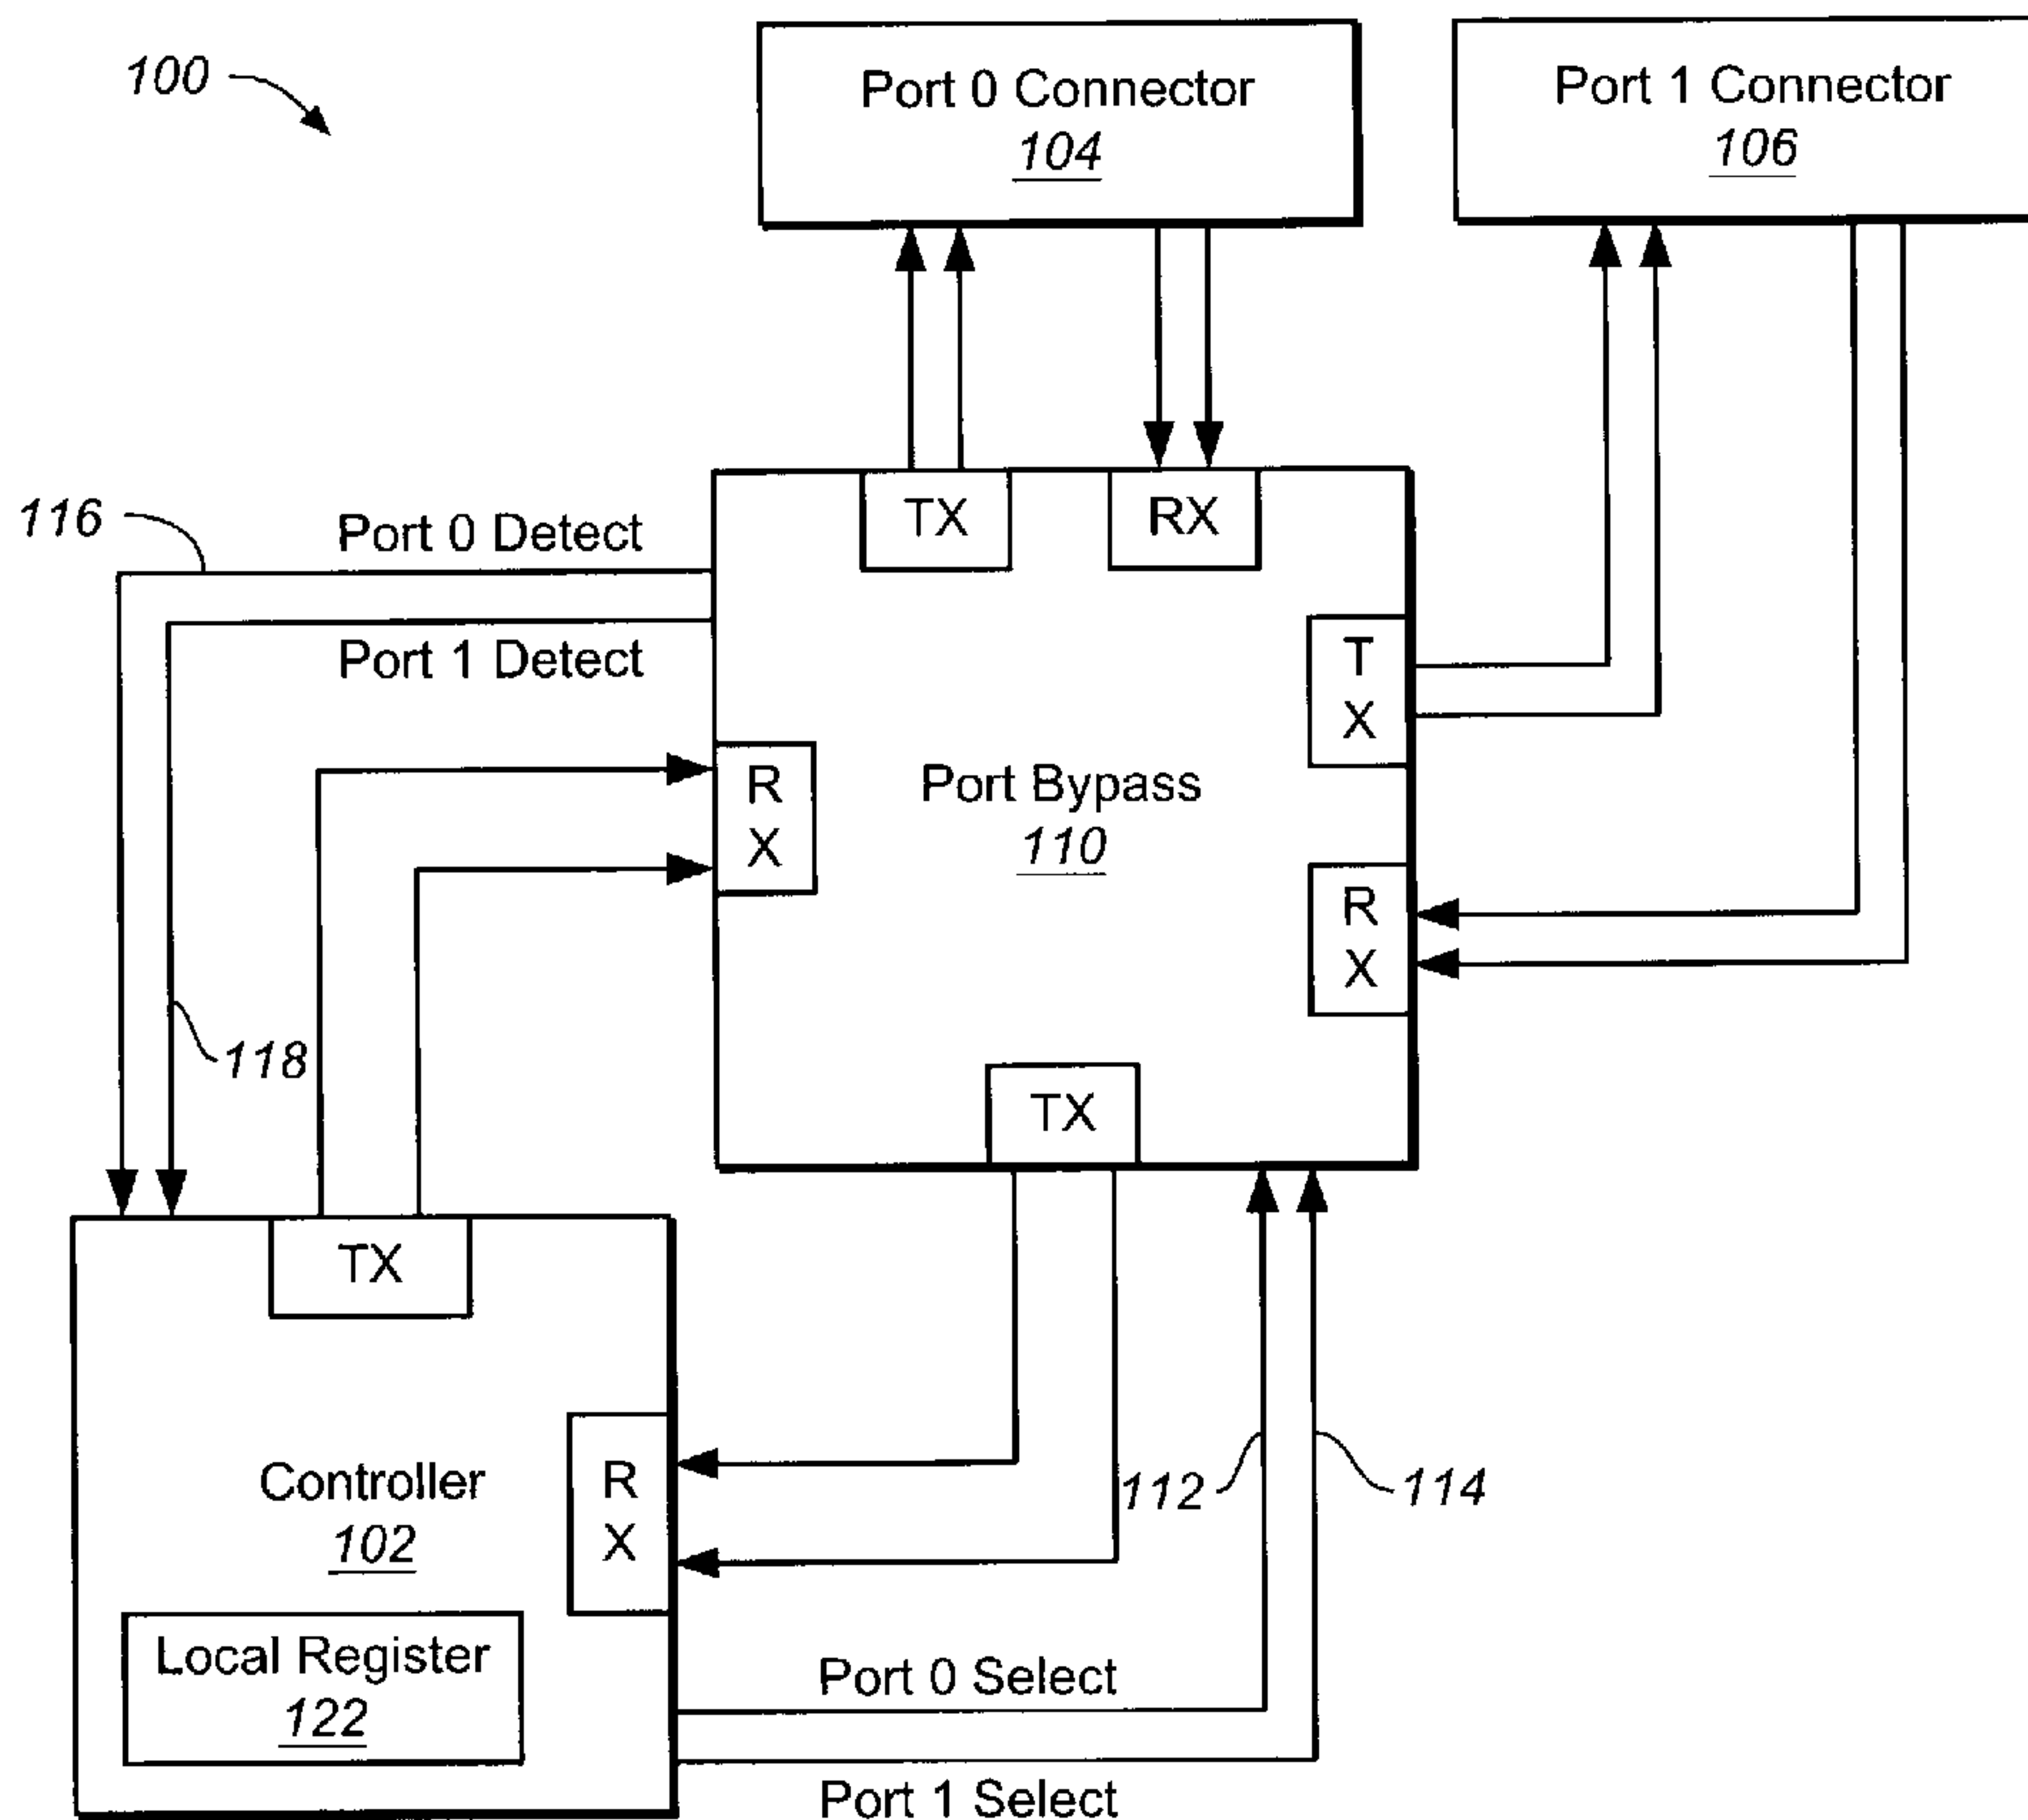 100
Port 0 Connector
104
Port 1 Connector
106
116
Port 0 Detect
Port 1 Detect
TX
RX
T
X
R
X
Port Bypass
110
R
X
118
TX
TX
Controller
102
R
X
112
114
Local Register
122
Port 0 Select
Port 1 Select